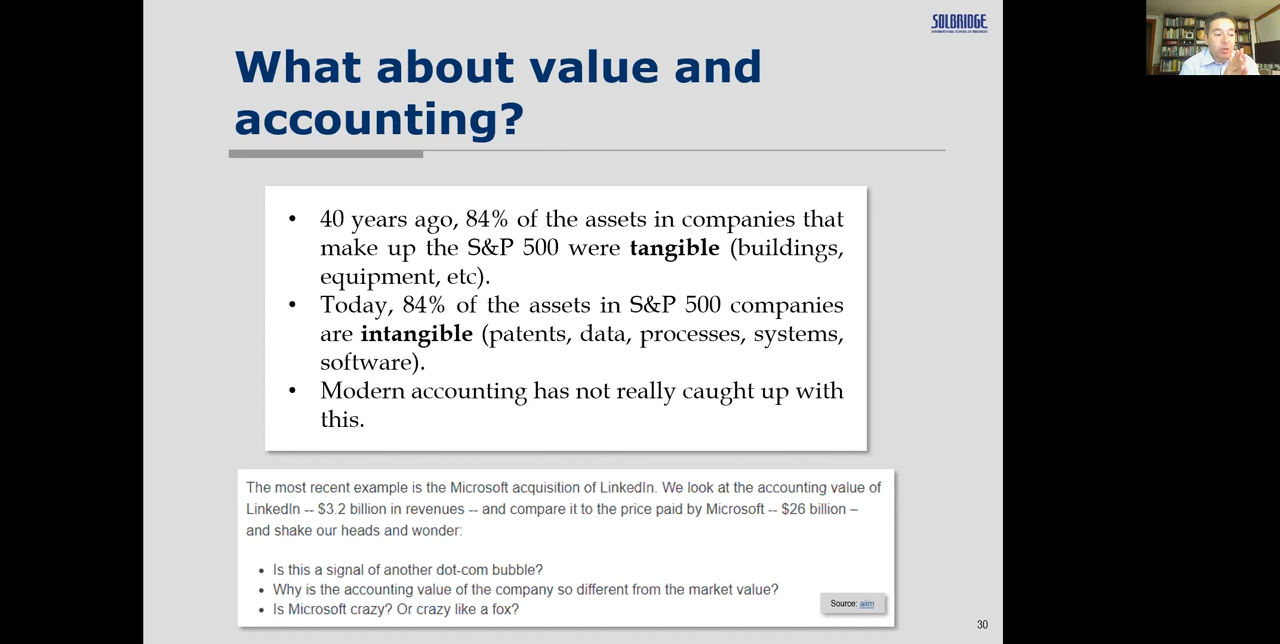 SOLBRIDGE
INTERNATIONAL SCHOOL OF BUSINESS
What about value and
accounting?
• 40 years ago, 84% of the assets in companies that
make up the S&P 500 were tangible (buildings,
equipment, etc).
• Today, 84% of the assets in S&P 500 companies
are intangible (patents, data, processes, systems,
software).
• Modern accounting has not really caught up with
this.
The most recent example is the Microsoft acquisition of LinkedIn. We look at the accounting value of
LinkedIn -- $3.2 billion in revenues -- and compare it to the price paid by Microsoft -- $26 billion –
and shake our heads and wonder:
• Is this a signal of another dot-com bubble?
• Why is the accounting value of the company so different from the market value?
• Is Microsoft crazy? Or crazy like a fox?
Source: aiim
30